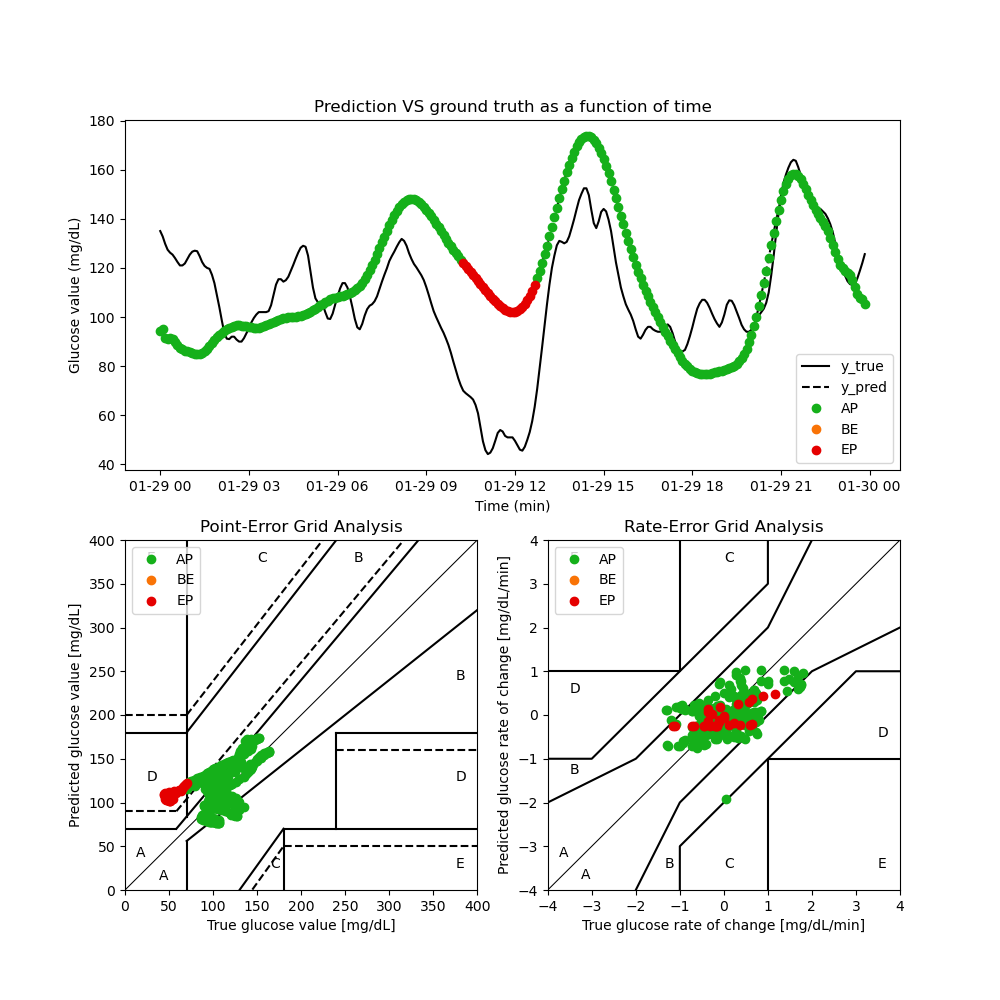 Prediction VS ground truth as a function of time
Glucose value (mg/dL)
180
160
140
120
100
80
60
40
y_true
y_pred
AP
BE
EP
01-29 00 01-29 03 01-29 06 01-29 09 01-29 12 01-29 15 01-29 18 01-29 21 01-30 00
Time (min)
Point-Error Grid Analysis
Predicted glucose value [mg/dL]
400
350
300
250
200
150
100
50
0
AP
BE
EP
C
B
B
D
D
A
A
C
E
0 50 100 150 200 250 300 350 400
True glucose value [mg/dL]
Rate-Error Grid Analysis
Predicted glucose rate of change [mg/dL/min]
4
3
2
1
0
−1
−2
−3
−4
AP
BE
EP
C
D
D
B
A
A
B
C
E
−4 −3 −2 −1 0 1 2 3 4
True glucose rate of change [mg/dL/min]